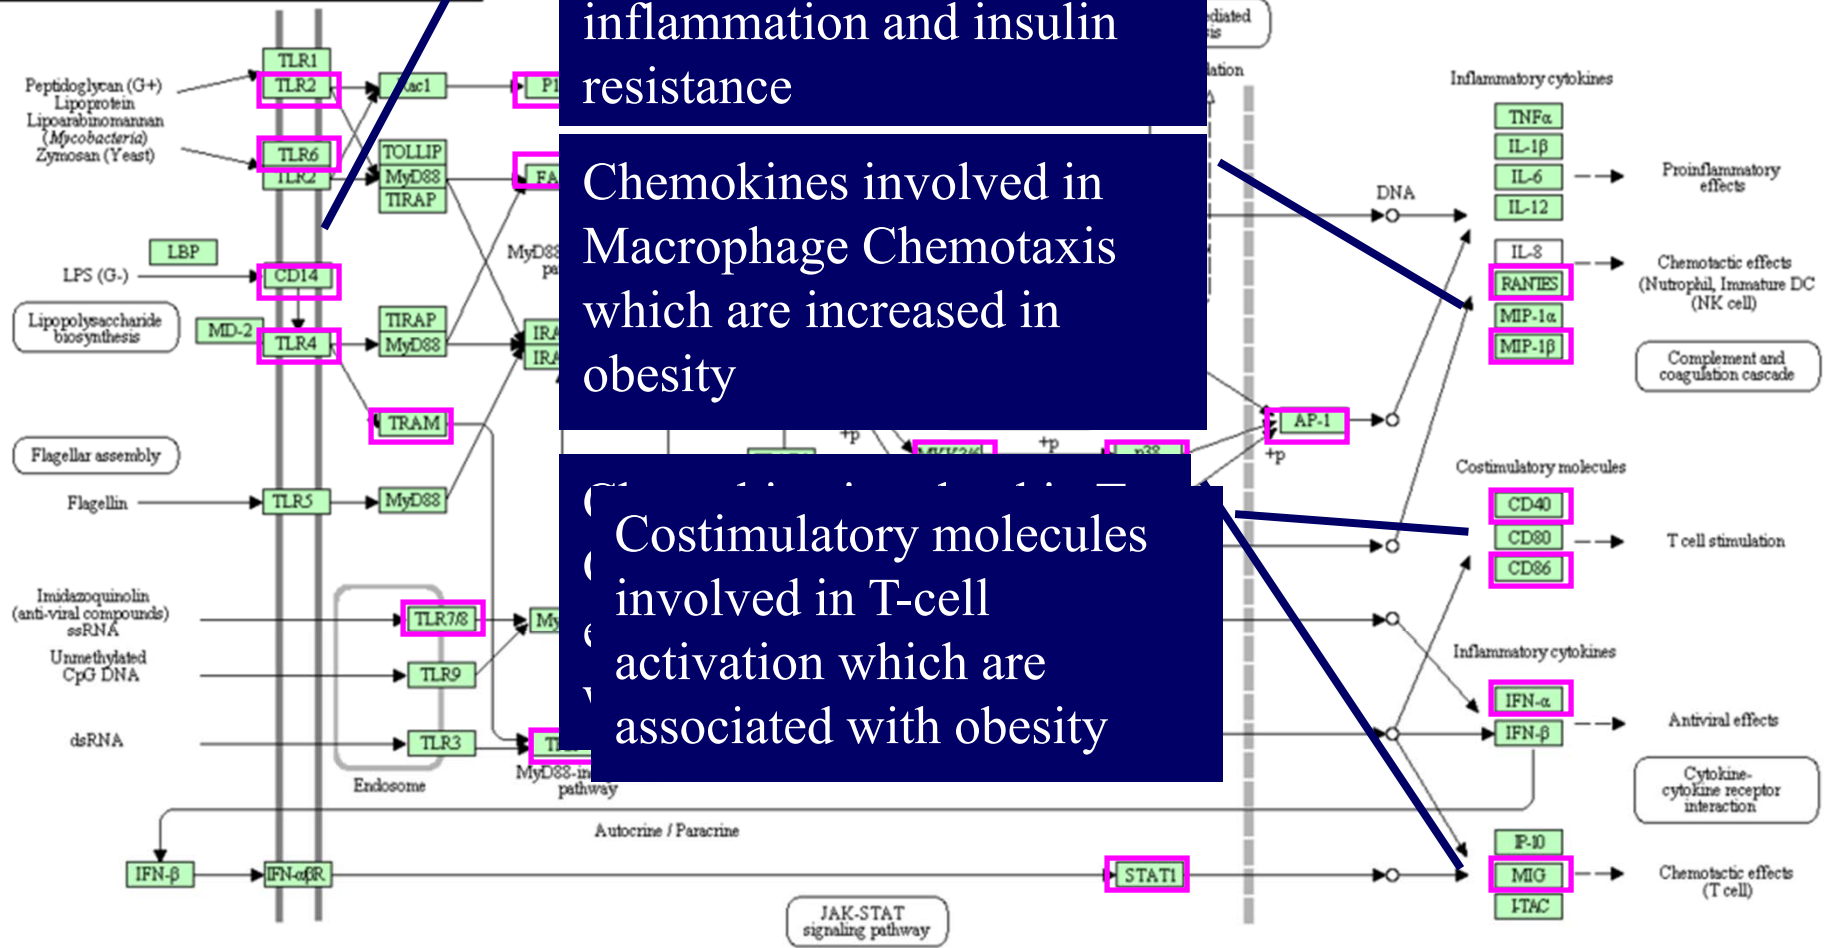 inflammation and insulin
resistance
Chemokines involved in
Macrophage Chemotaxis
which are increased in
obesity
Costimulatory molecules
involved in T-cell
activation which are
associated with obesity
Peptidoglycan (G+)
Lipoprotein
Lipoarabinomannan
(Mycobacteria)
Zymosan (Yeast)
TLR1
TLR2
TLR6
TLR2
Rac1
TOLLIP
MyD88
TIRAP
LBP
LPS (G-)
CD14
Lipopolysaccharide
biosynthesis
MD-2
TLR4
TIRAP
MyD88
TRAM
Flagellar assembly
Flagellin
TLR5
MyD88
Imidazoquinolin
(anti-viral compounds)
ssRNA
TLR7/8
Unmethylated
CpG DNA
TLR9
dsRNA
TLR3
Endosome
pathway
Autocrine / Paracrine
IFN-β
IFN-αβR
STAT1
JAK-STAT
signaling pathway
+p
+p
+p
AP-1
DNA
Inflammatory cytokines
TNFα
IL-1β
IL-6
IL-12
Proinflammatory
effects
IL-8
RANTES
MIP-1α
MIP-1β
Chemotactic effects
(Nutrophil, Immature DC
(NK cell)
Complement and
coagulation cascade
Costimulatory molecules
CD40
CD80
CD86
T cell stimulation
Inflammatory cytokines
IFN-α
IFN-β
Antiviral effects
Cytokine-
cytokine receptor
interaction
IP-10
MIG
I-TAC
Chemotactic effects
(T cell)